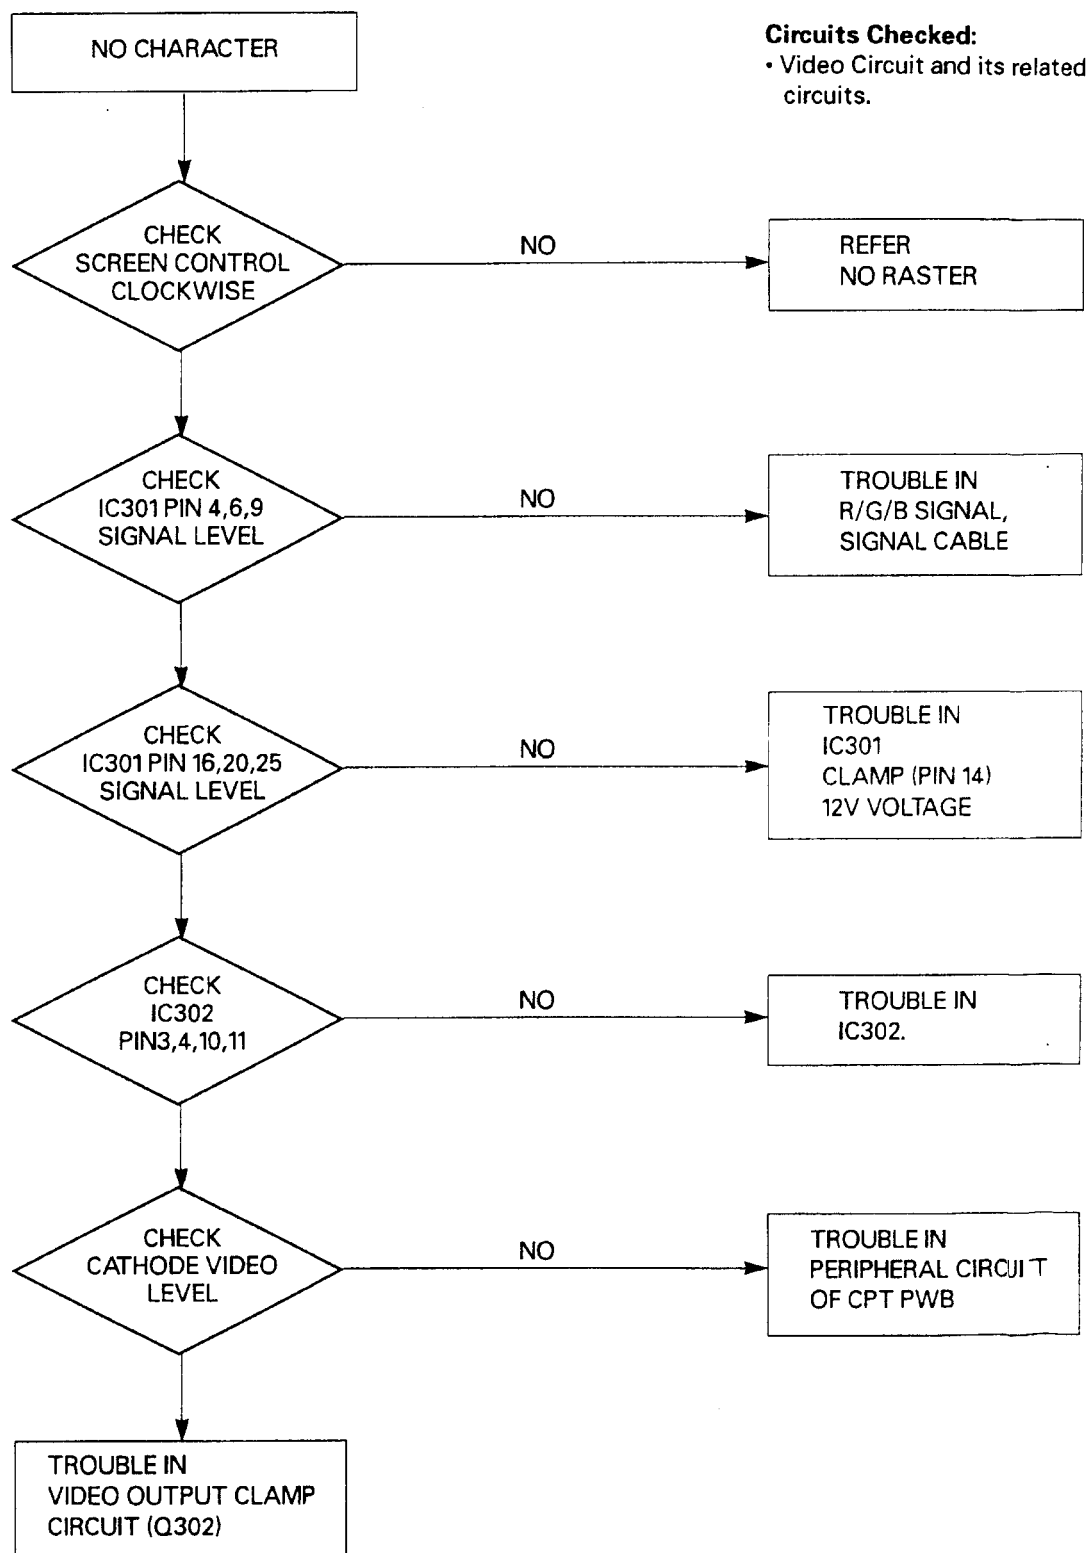 NO CHARACTER
Circuits Checked:
• Video Circuit and its related
circuits.
CHECK
SCREEN CONTROL
CLOCKWISE
NO
REFER
NO RASTER
CHECK
IC301 PIN 4,6,9
SIGNAL LEVEL
NO
TROUBLE IN
R/G/B SIGNAL,
SIGNAL CABLE
CHECK
IC301 PIN 16,20,25
SIGNAL LEVEL
NO
TROUBLE IN
IC301
CLAMP (PIN 14)
12V VOLTAGE
CHECK
IC302
PIN3,4,10,11
NO
TROUBLE IN
IC302.
CHECK
CATHODE VIDEO
LEVEL
NO
TROUBLE IN
PERIPHERAL CIRCUIT
OF CPT PWB
TROUBLE IN
VIDEO OUTPUT CLAMP
CIRCUIT (Q302)